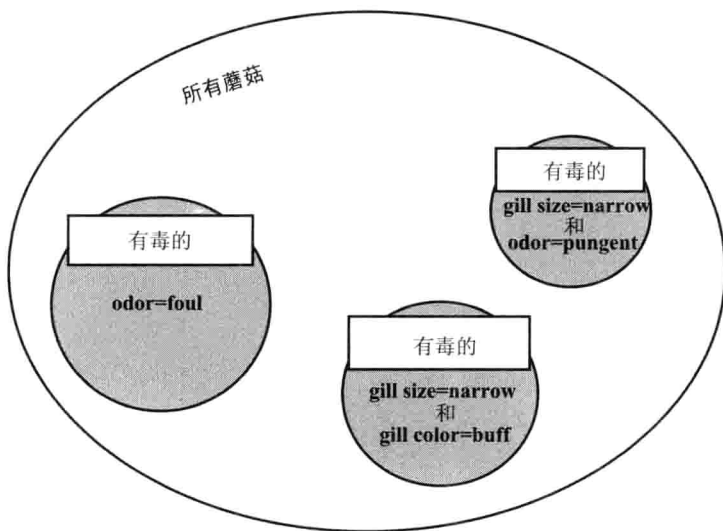 所有蘑菇
有毒的
gill size=narrow
和
odor=pungent
有毒的
odor=foul
有毒的
gill size=narrow
和
gill color=buff